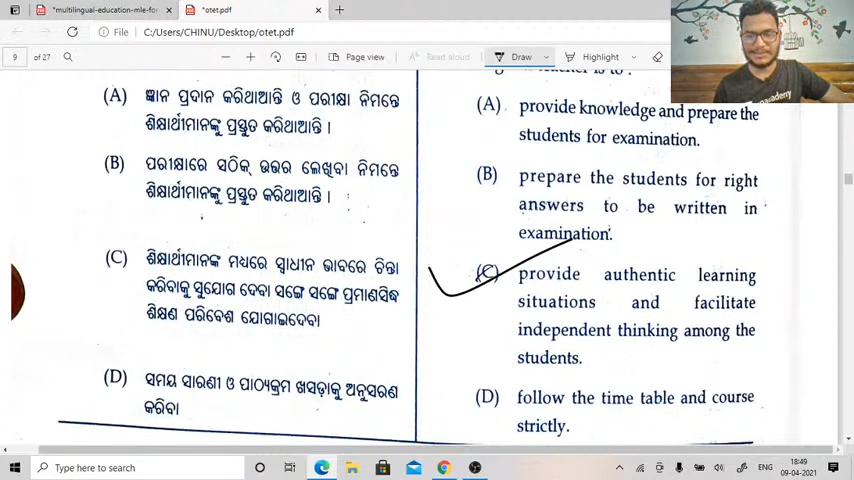 *multilingual-education-mle-for
*otet.pdf
File
C:/Users/CHINU/Desktop/otet.pdf
9 of 27
Page view
Read aloud
Draw
Highlight
(A) ଜ୍ଞାନ ପ୍ରଦାନ କରିଥାଆନ୍ତି ଓ ପରୀକ୍ଷା ନିମନ୍ତେ
ଶିକ୍ଷାର୍ଥୀମାନଙ୍କୁ ପ୍ରସ୍ତୁତ କରିଥାଆନ୍ତି ।
(B) ପରୀକ୍ଷାରେ ସଠିକ୍ ଉତ୍ତର ଲେଖିବା ନିମନ୍ତେ
ଶିକ୍ଷାର୍ଥୀମାନଙ୍କୁ ପ୍ରସ୍ତୁତ କରିଥାଆନ୍ତି ।
(C) ଶିକ୍ଷାର୍ଥୀମାନଙ୍କ ମଧ୍ୟରେ ସ୍ୱାଧୀନ ଭାବରେ ଚିନ୍ତା
କରିବାକୁ ସୁଯୋଗ ଦେବା ସଙ୍ଗେ ସଙ୍ଗେ ପ୍ରମାଣସିଦ୍ଧ
ଶିକ୍ଷଣ ପରିବେଶ ଯୋଗାଇଦେବା
(D) ସମୟ ସାରଣୀ ଓ ପାଠ୍ୟକ୍ରମ ଖସଡ଼ାକୁ ଅନୁସରଣ
କରିବା
(A) provide knowledge and prepare the
students for examination.
(B) prepare the students for right
answers to be written in
examination.
(C) provide authentic learning
situations and facilitate
independent thinking among the
students.
(D) follow the time table and course
strictly.
Type here to search
ENG
18:49
09-04-2021